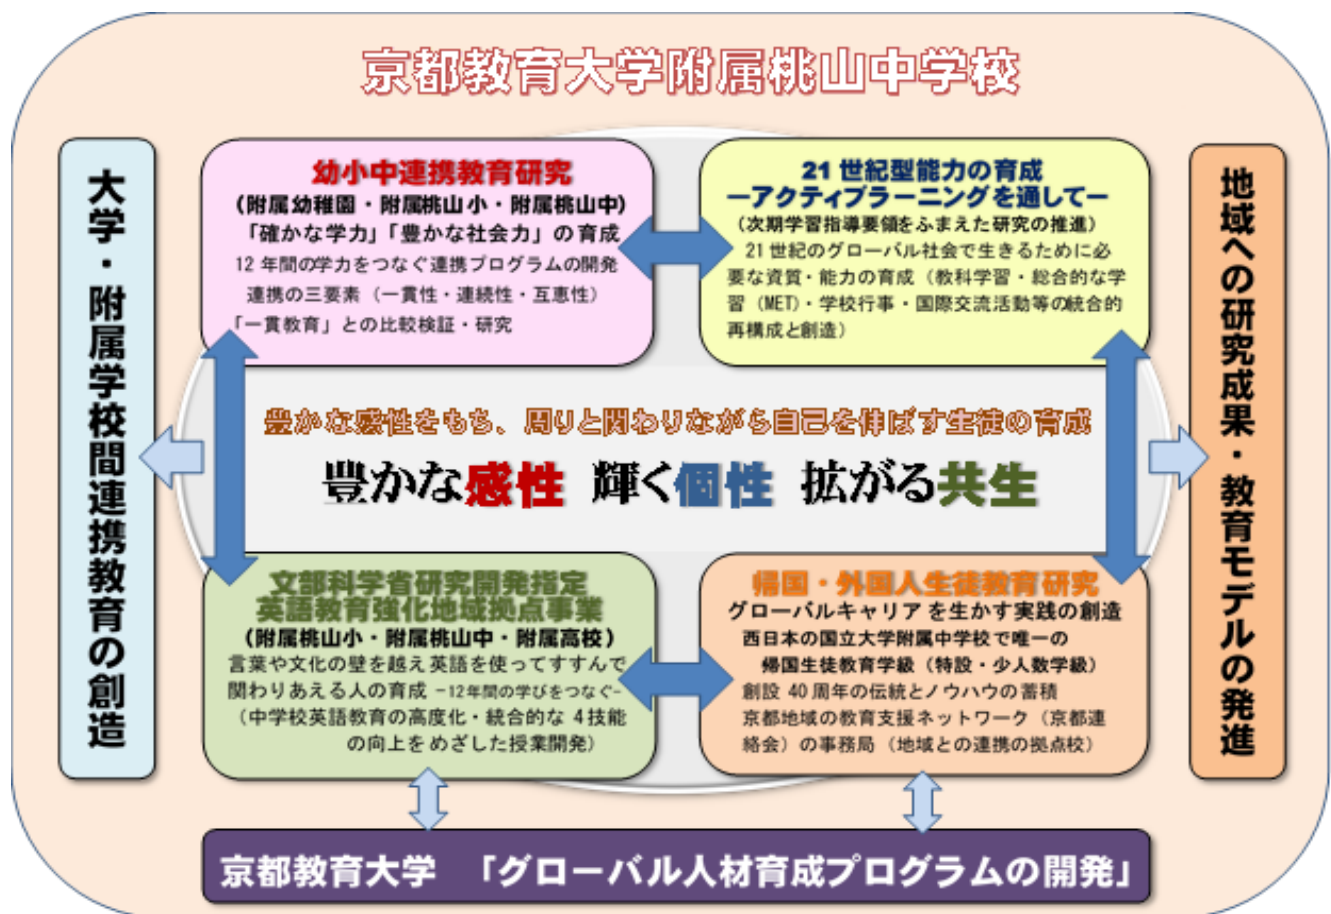 京都教育大学附属桃山中学校
大学・附属学校間連携教育の創造
幼小中連携教育研究
(附属幼稚園・附属桃山小・附属桃山中)
「確かな学力」「豊かな社会力」の育成
12年間の学力をつなぐ連携プログラムの開発
連携の三要素(一貫性・連続性・互恵性)
「一貫教育」との比較検証・研究
21世紀型能力の育成
ーアクティブラーニングを通してー
(次期学習指導要領をふまえた研究の推進)
21世紀のグローバル社会で生きるために必
要な資質・能力の育成(教科学習・総合的な学
習(MET)・学校行事・国際交流活動等の統合的
再構成と創造)
地域への研究成果・教育モデルの発進
豊かな感性をもち、周りと関わりながら自己を伸ばす生徒の育成
豊かな感性 輝く個性 拡がる共生
文部科学省研究開発指定
英語教育強化地域拠点事業
(附属桃山小・附属桃山中・附属高校)
言葉や文化の壁を越え英語を使ってすすんで
関わりあえる人の育成 -12年間の学びをつなぐ-
(中学校英語教育の高度化・統合的な4技能
の向上をめざした授業開発)
帰国・外国人生徒教育研究
グローバルキャリアを生かす実践の創造
西日本の国立大学附属中学校で唯一の
帰国生徒教育学級(特設・少人数学級)
創設40周年の伝統とノウハウの蓄積
京都地域の教育支援ネットワーク(京都連
絡会)の事務局(地域との連携の拠点校)
京都教育大学 「グローバル人材育成プログラムの開発」